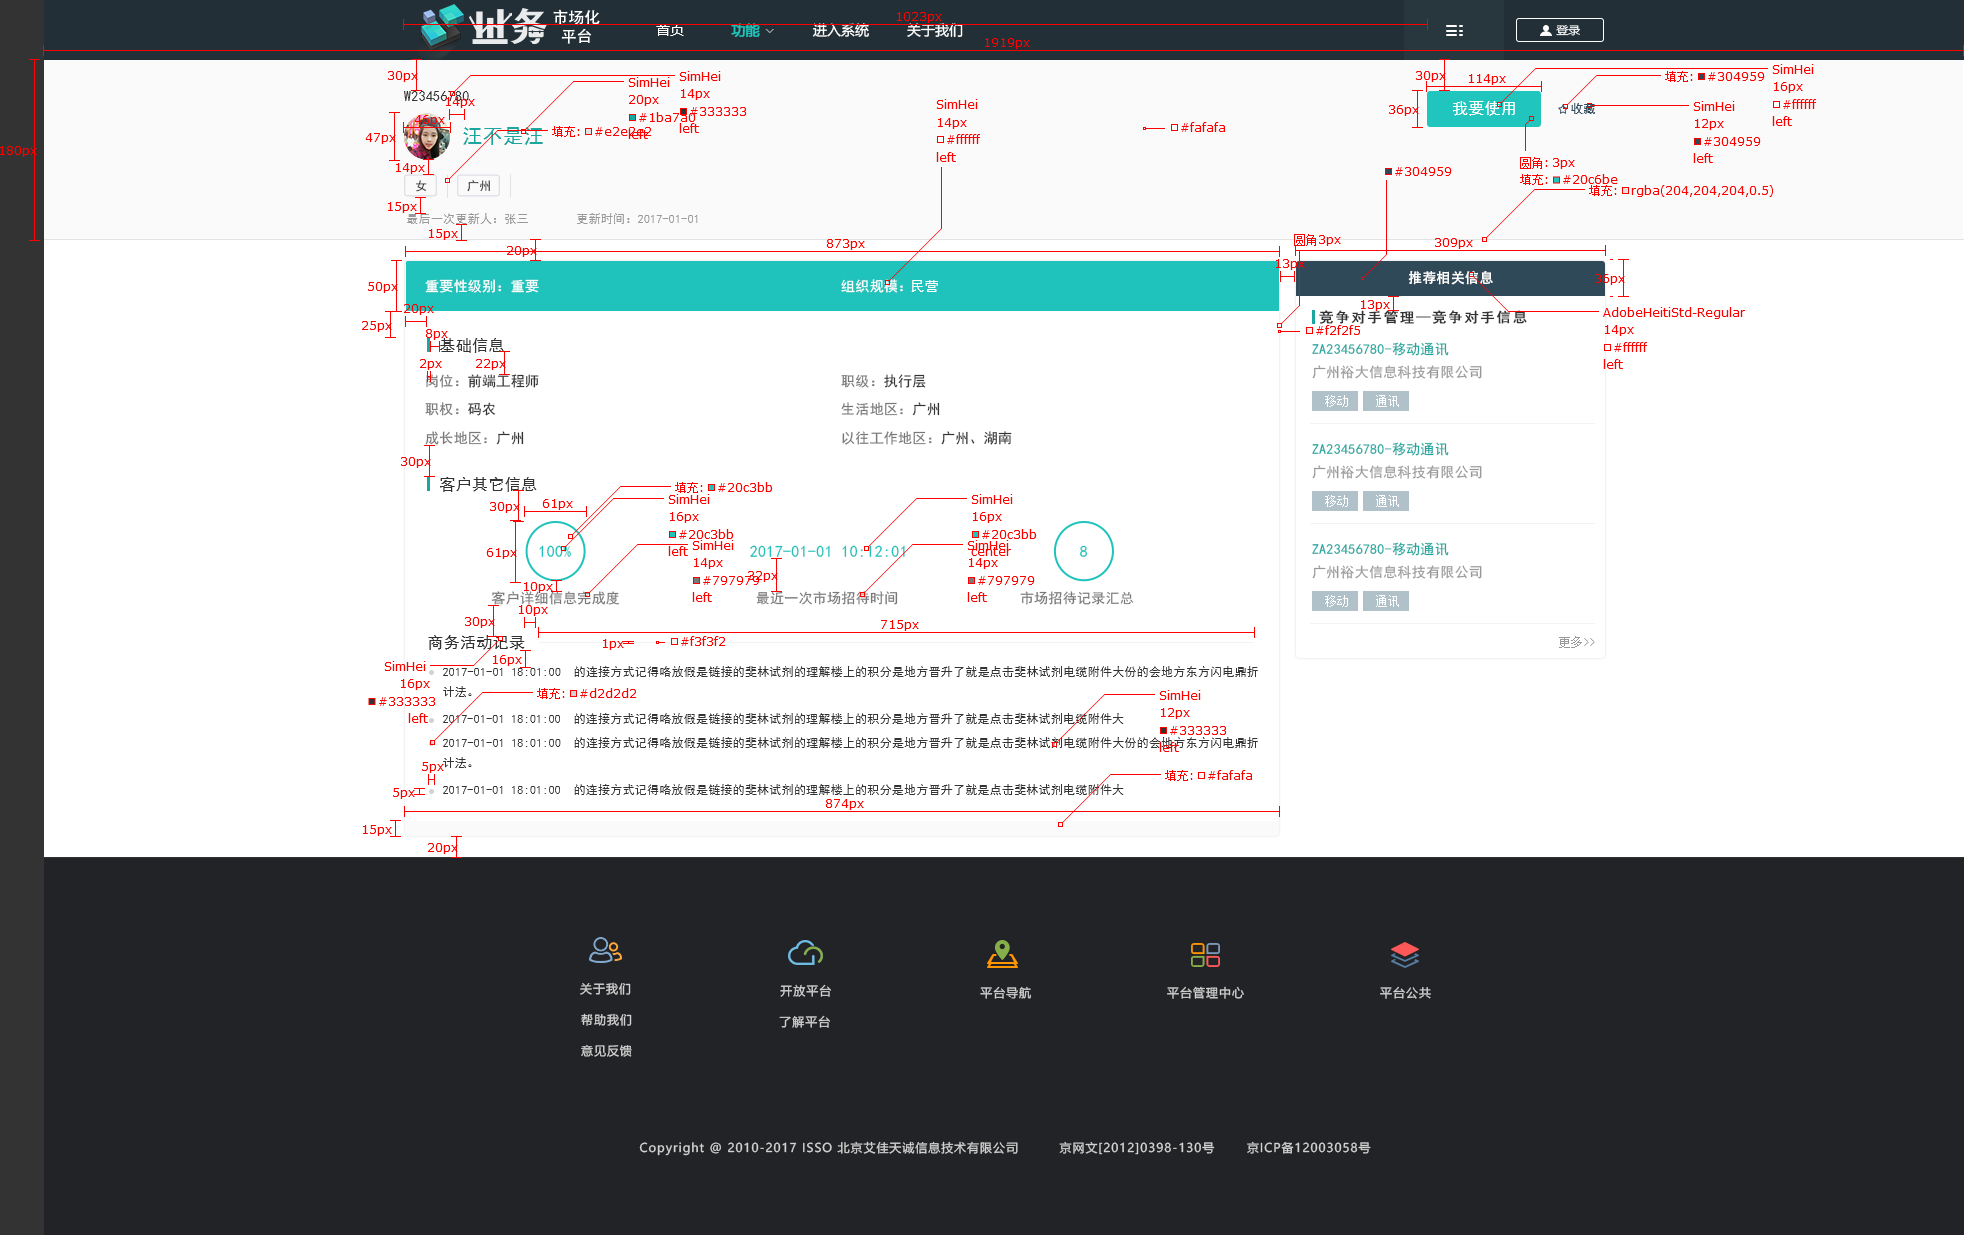 业务 市场化
平台
首页
功能
进入系统
关于我们
登录
1023px
1919px
30px
W23456780
14px
46px
47px
汪不是汪
14px
女
广州
15px
最后一次更新人：张三
更新时间：2017-01-01
15px
180px
20px
填充: #e2e2e2
SimHei
20px
#1ba7a0
left
SimHei
14px
#333333
left
SimHei
14px
#ffffff
left
#fafafa
30px
114px
36px
我要使用
收藏
填充: #304959
SimHei
16px
#ffffff
left
SimHei
12px
#304959
left
圆角: 3px
填充: #20c6be
填充: rgba(204,204,204,0.5)
#304959
873px
圆角3px
309px
13px
36px
50px
重要性级别：重要
组织规模：民营
推荐相关信息
13px
20px
25px
8px
基础信息
2px
22px
岗位：前端工程师
职级：执行层
职权：码农
生活地区：广州
成长地区：广州
以往工作地区：广州、湖南
#f2f2f5
AdobeHeitiStd-Regular
14px
#ffffff
left
竞争对手管理—竞争对手信息
ZA23456780-移动通讯
广州裕大信息科技有限公司
移动
通讯
ZA23456780-移动通讯
广州裕大信息科技有限公司
移动
通讯
ZA23456780-移动通讯
广州裕大信息科技有限公司
移动
通讯
更多>>
30px
客户其它信息
30px
61px
61px
填充: #20c3bb
SimHei
16px
#20c3bb
left
SimHei
14px
#797979
left
SimHei
16px
#20c3bb
center
SimHei
14px
#797979
left
100%
2017-01-01 10:12:01
8
10px
22px
客户详细信息完成度
最近一次市场招待时间
市场招待记录汇总
10px
30px
715px
商务活动记录
1px
#f3f3f2
16px
SimHei
16px
#333333
left
2017-01-01 18:01:00 的连接方式记得咯放假是链接的斐林试剂的理解楼上的积分是地方晋升了就是点击斐林试剂电缆附件大份的会地方东方闪电鼎折
计法。
填充: #d2d2d2
SimHei
12px
#333333
left
2017-01-01 18:01:00 的连接方式记得咯放假是链接的斐林试剂的理解楼上的积分是地方晋升了就是点击斐林试剂电缆附件大
2017-01-01 18:01:00 的连接方式记得咯放假是链接的斐林试剂的理解楼上的积分是地方晋升了就是点击斐林试剂电缆附件大份的会地方东方闪电鼎折
计法。
5px
填充: #fafafa
5px
2017-01-01 18:01:00 的连接方式记得咯放假是链接的斐林试剂的理解楼上的积分是地方晋升了就是点击斐林试剂电缆附件大
874px
15px
20px
关于我们
帮助我们
意见反馈
开放平台
了解平台
平台导航
平台管理中心
平台公共
Copyright @ 2010-2017 ISSO 北京艾佳天诚信息技术有限公司 京网文[2012]0398-130号 京ICP备12003058号